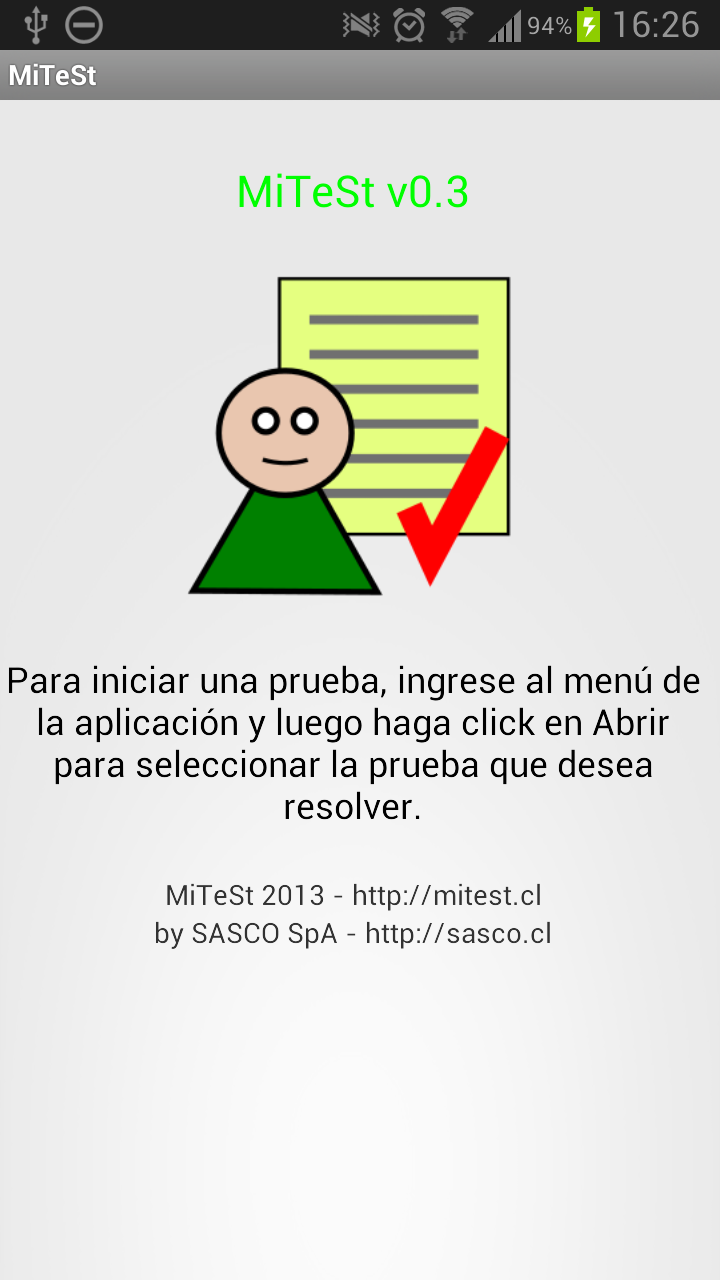 94% 16:26
MiTeSt
MiTeSt v0.3
Para iniciar una prueba, ingrese al menú de
la aplicación y luego haga click en Abrir
para seleccionar la prueba que desea
resolver.
MiTeSt 2013 - http://mitest.cl
by SASCO SpA - http://sasco.cl